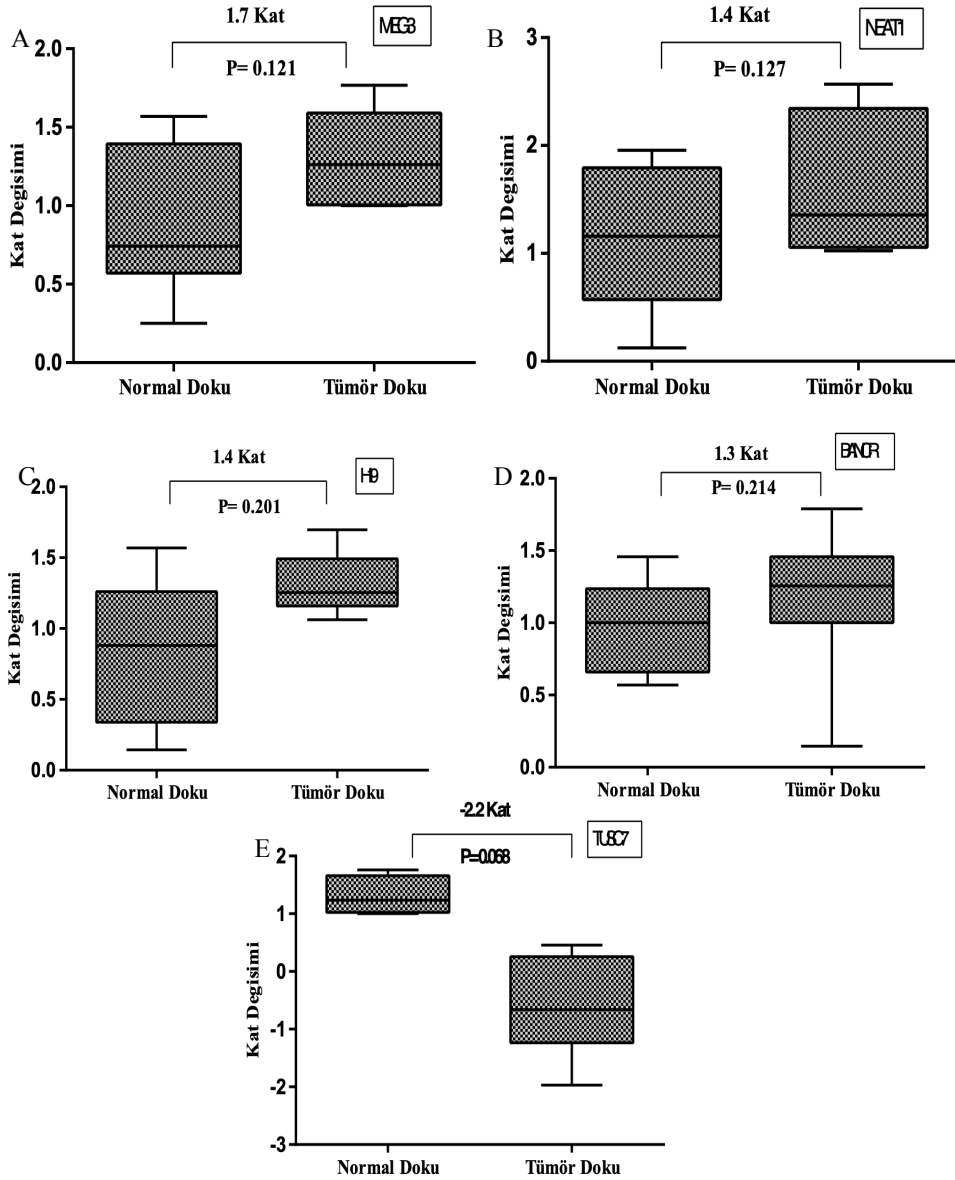 A
1.7 Kat
MEG3
P= 0.121
Kat Degisimi
2.0
1.5
1.0
0.5
0.0
Normal Doku
Tümör Doku
B
1.4 Kat
NEAT1
P= 0.127
Kat Degisimi
3
2
1
0
Normal Doku
Tümör Doku
C
1.4 Kat
H19
P= 0.201
Kat Degisimi
2.0
1.5
1.0
0.5
0.0
Normal Doku
Tümör Doku
D
1.3 Kat
BANCR
P= 0.214
Kat Degisimi
2.0
1.5
1.0
0.5
0.0
Normal Doku
Tümör Doku
E
-2.2 Kat
TUSC7
P=0.068
Kat Degisimi
2
1
0
-1
-2
-3
Normal Doku
Tümör Doku